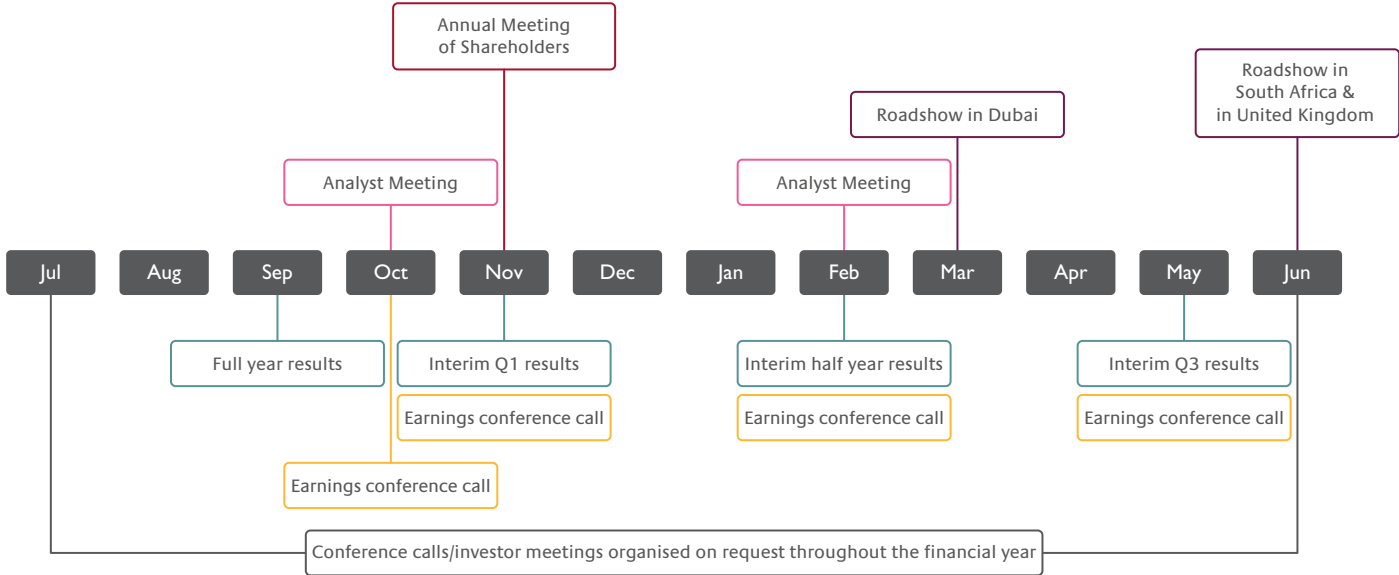 Annual Meeting
of Shareholders
Roadshow in
South Africa &
in United Kingdom
Roadshow in Dubai
Analyst Meeting
Analyst Meeting
Jul
Aug
Sep
Oct
Nov
Dec
Jan
Feb
Mar
Apr
May
Jun
Full year results
Interim Q1 results
Interim half year results
Interim Q3 results
Earnings conference call
Earnings conference call
Earnings conference call
Earnings conference call
Conference calls/investor meetings organised on request throughout the financial year